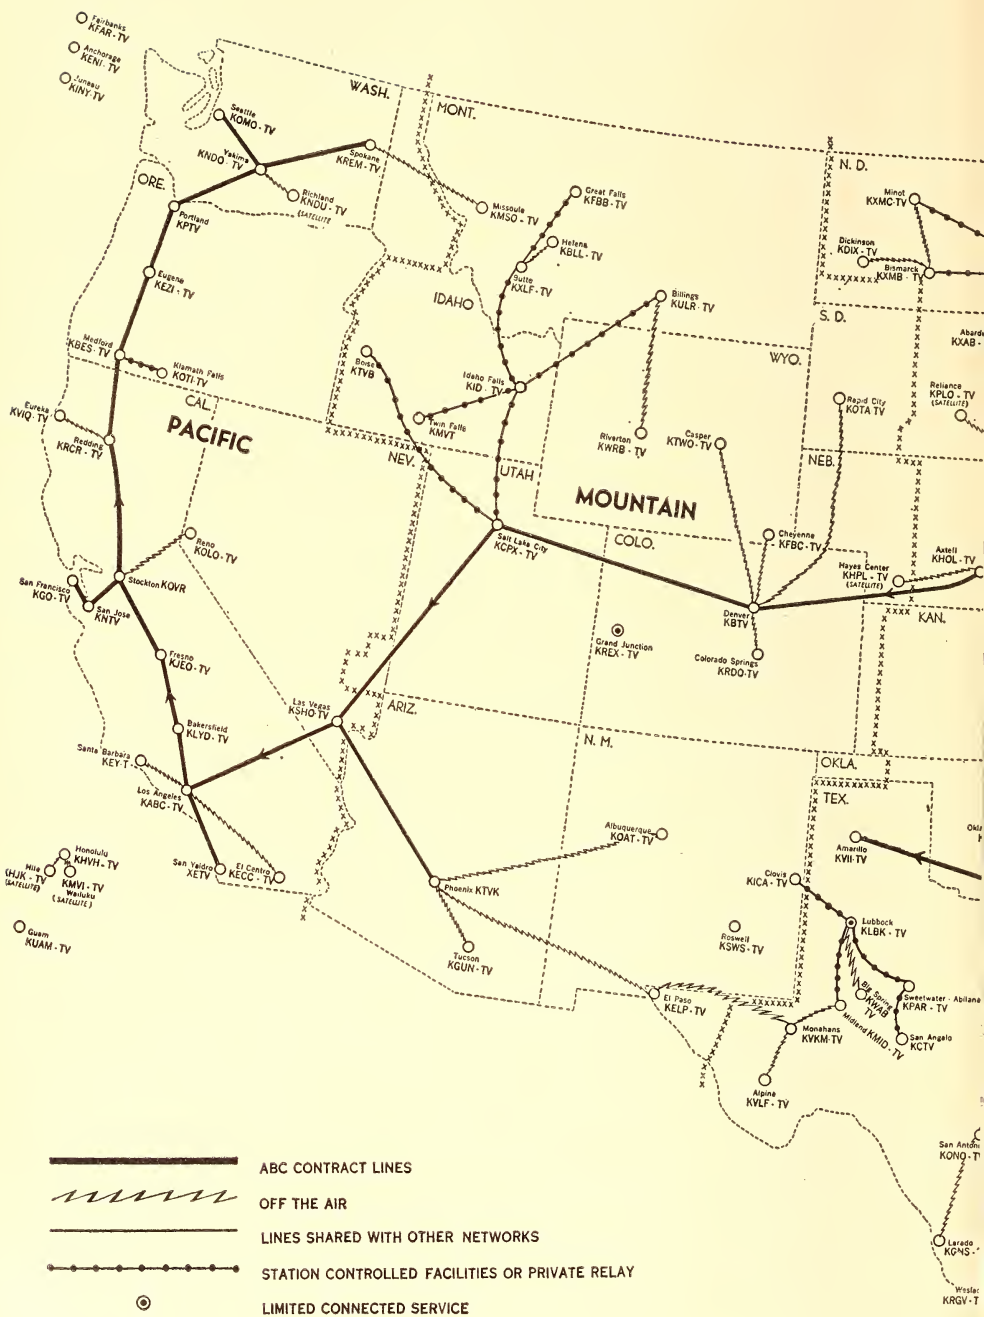 Fairbanks
KFAR-TV
Anchorage
KENI-TV
Juneau
KINY-TV
WASH.
MONT.
Seattle
KOMO-TV
Yakima
KNDO-TV
Spokane
KREM-TV
Richland
KNDU-TV
(SATELLITE
Missoula
KMSO-TV
Great Falls
KFBB-TV
Helena
KBLL-TV
Butte
KXLF-TV
N. D.
Minot
KXMC-TV
Dickinson
KDIX-TV
Bismarck
KXMB-TV
ORE.
Portland
KPTV
Eugene
KEZI-TV
IDAHO
Billings
KULR-TV
S. D.
KXAB-
Medford
KBES-TV
Klamath Falls
KOTI-TV
Boise
KTVB
Idaho Falls
KID-TV
Twin Falls
KMVT
WYO.
Rapid City
KOTA TV
Reliance
KPLO-TV
(SATELLITE)
CAL.
PACIFIC
Eureka
KVIQ-TV
Redding
KRCR-TV
NEV.
UTAH
Riverton
KWRB-TV
Casper
KTWO-TV
NEB.
MOUNTAIN
Reno
KOLO-TV
Salt Lake City
KCPX-TV
COLO.
Cheyenne
KFBC-TV
Hayes Center
KHPL-TV
(SATELLITE)
Axtell
KHOL-TV
San Francisco
KGO-TV
San Jose
KNTV
Stockton KOVR
Denver
KBTV
KAN.
Grand Junction
KREX-TV
Colorado Springs
KRDO-TV
Fresno
KJEO-TV
Las Vegas
KSHO-TV
ARIZ.
Bakersfield
KLYD-TV
Santa Barbara
KEY-T
N. M.
OKLA.
TEX.
Los Angeles
KABC-TV
Honolulu
KHVH-TV
Hilo
KHJK-TV
(SATELLITE)
KMVI-TV
Wailuku
(SATELLITE)
San Ysidro
XETV
El Centro
KECC-TV
Albuquerque
KOAT-TV
Amarillo
KVII-TV
Phoenix KTVK
Clovis
KICA-TV
Lubbock
KLBK-TV
Guam
KUAM-TV
Tucson
KGUN-TV
Roswell
KSWS-TV
Big Spring
KWAB
TV
Sweetwater-Abilene
KPAR-TV
El Paso
KELP-TV
Monahans
KVKM-TV
Midland KMID-TV
San Angelo
KCTV
Alpine
KVLF-TV
San Antoni
KONO-T
Larado
KGNS-
Weslac
KRGV-T
ABC CONTRACT LINES
OFF THE AIR
LINES SHARED WITH OTHER NETWORKS
STATION CONTROLLED FACILITIES OR PRIVATE RELAY
LIMITED CONNECTED SERVICE